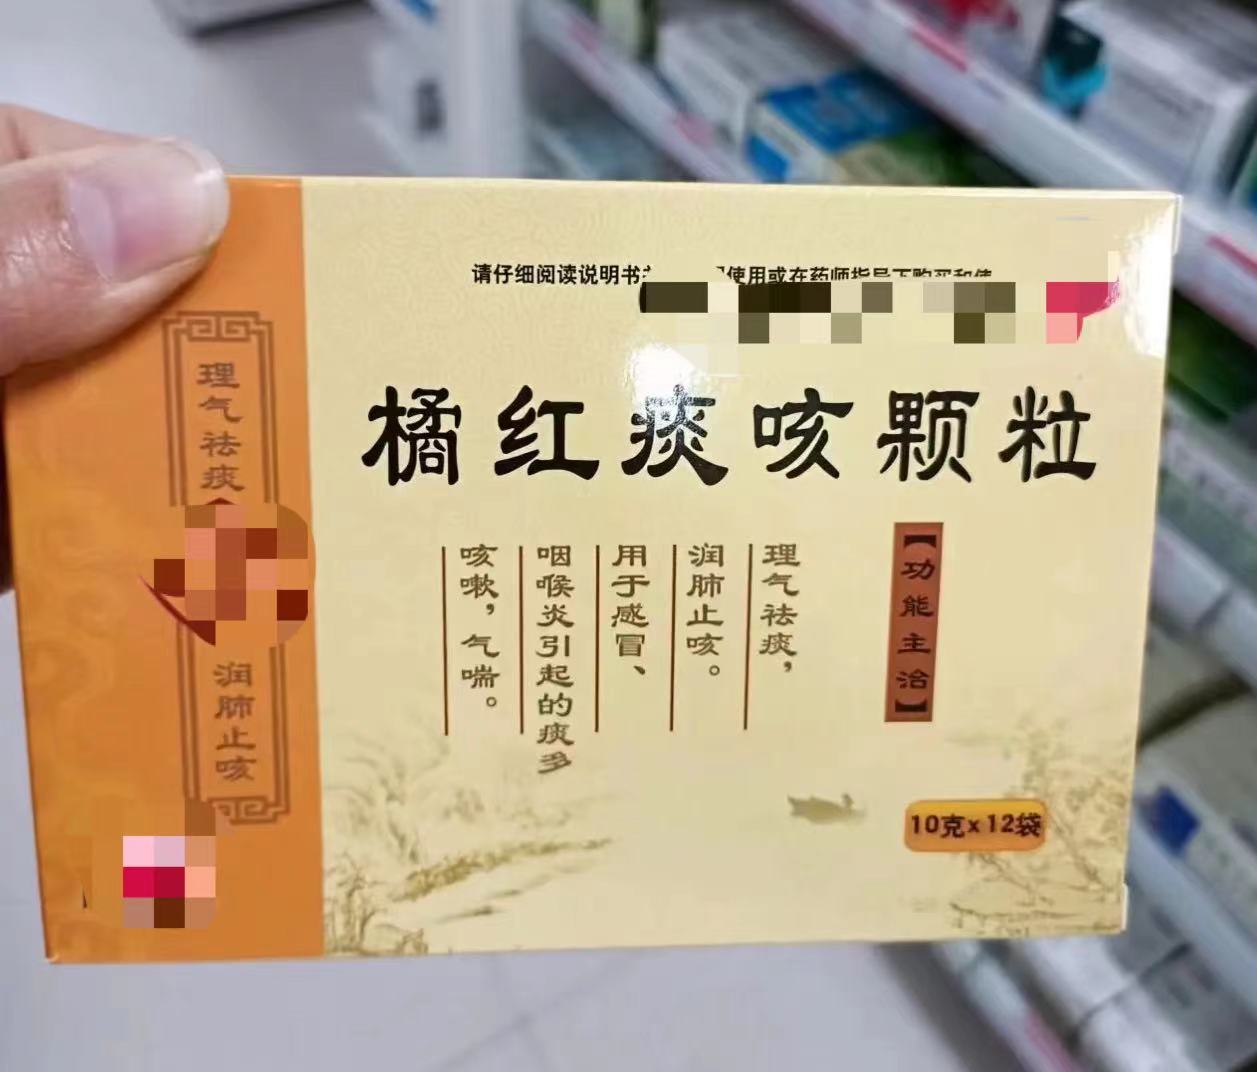 请仔细阅读说明书
使用或在药师指导下购买和使
橘红痰咳颗粒
【功能主治】
理气祛痰，
润肺止咳。
用于感冒、
咽喉炎引起的痰多
咳嗽，气喘。
10克x12袋
理气祛痰
润肺止咳